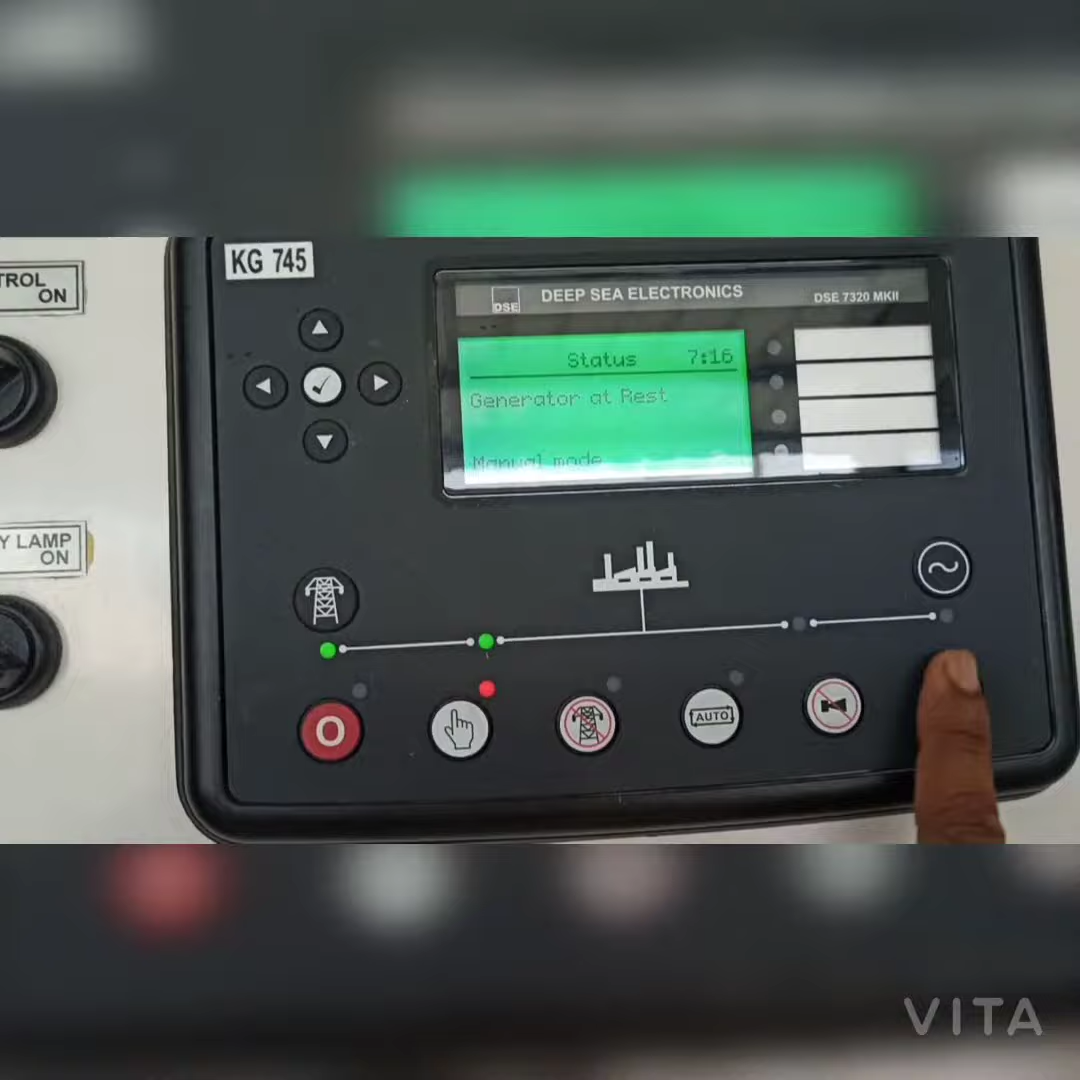 KG 745
TROL
ON
DSE
DEEP SEA ELECTRONICS
DSE 7320 MKII
Status 7:16
Generator at Rest
Manual mode
Y LAMP
ON
O
AUTO
VITA